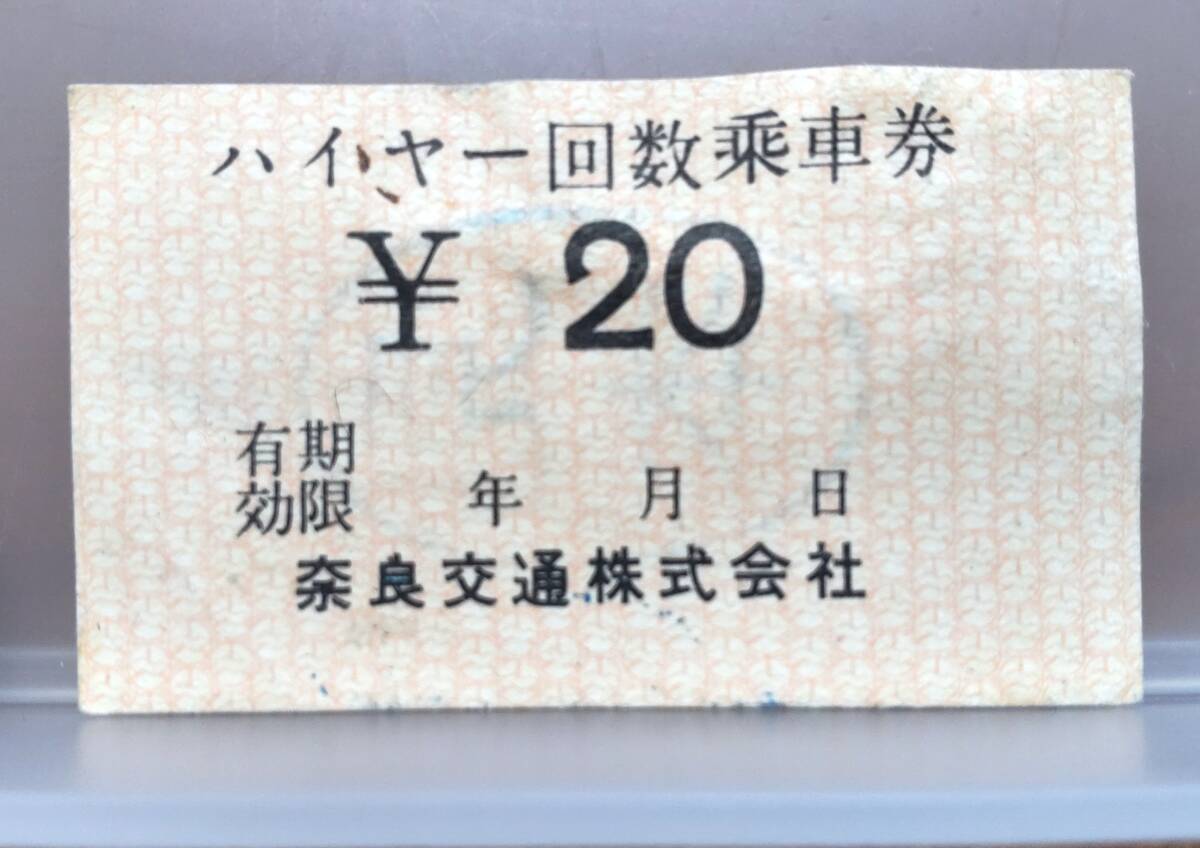 ハイヤー回数乗車券
¥ 20
有期
効限 年 月 日
奈良交通株式会社